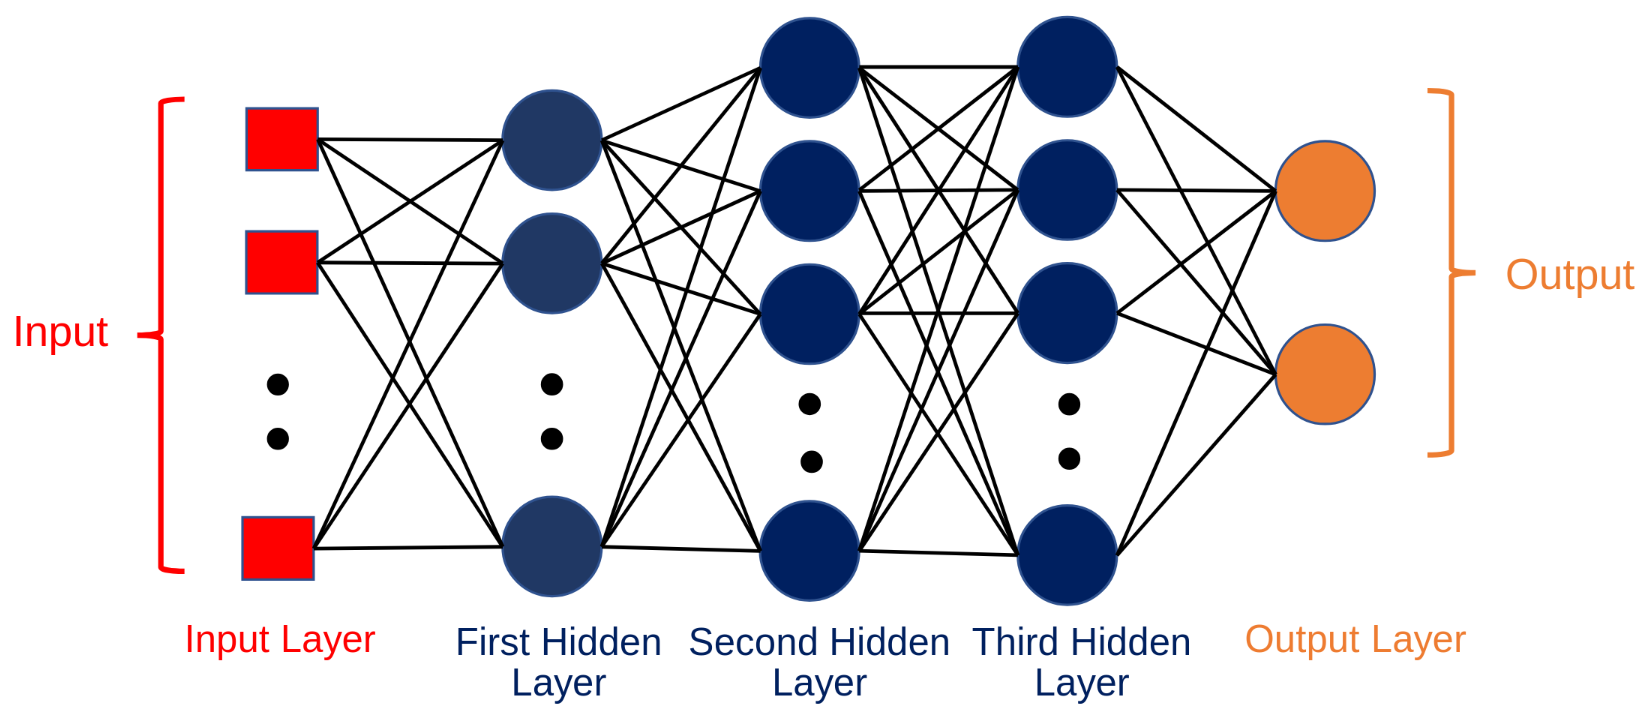 Input
Output
Input Layer
First Hidden
Layer
Second Hidden
Layer
Third Hidden
Layer
Output Layer